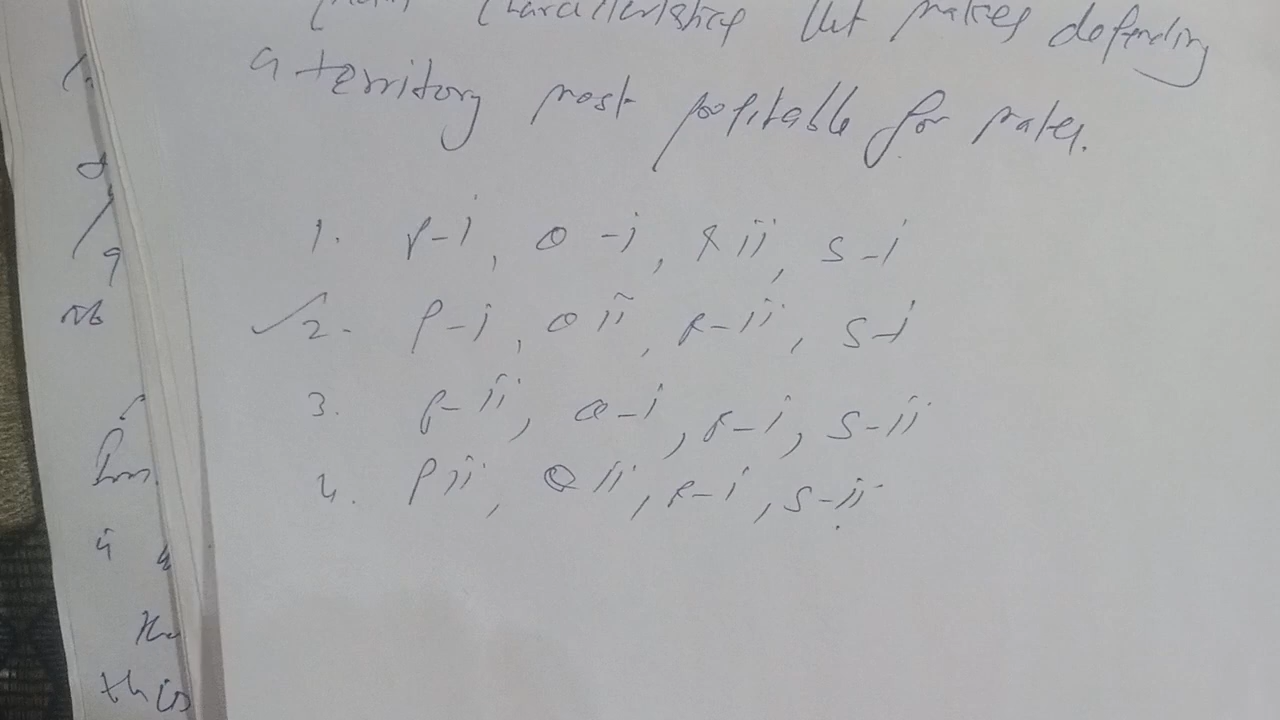 characteristics that makes defending
a territory most profitable for males.
1. P-i, Q-i, R ii, S-i
✓2. P-i, Q ii, R-ii, S-i
3. P-ii, Q-i, R-i, S-ii
4. P ii, Q ii, R-i, S-ii
this